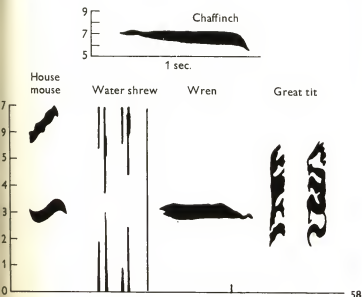 9
7
5
Chaffinch
1 sec.
House
mouse
Water shrew
Wren
Great tit
7
9
5
4
3
2
1
0
58